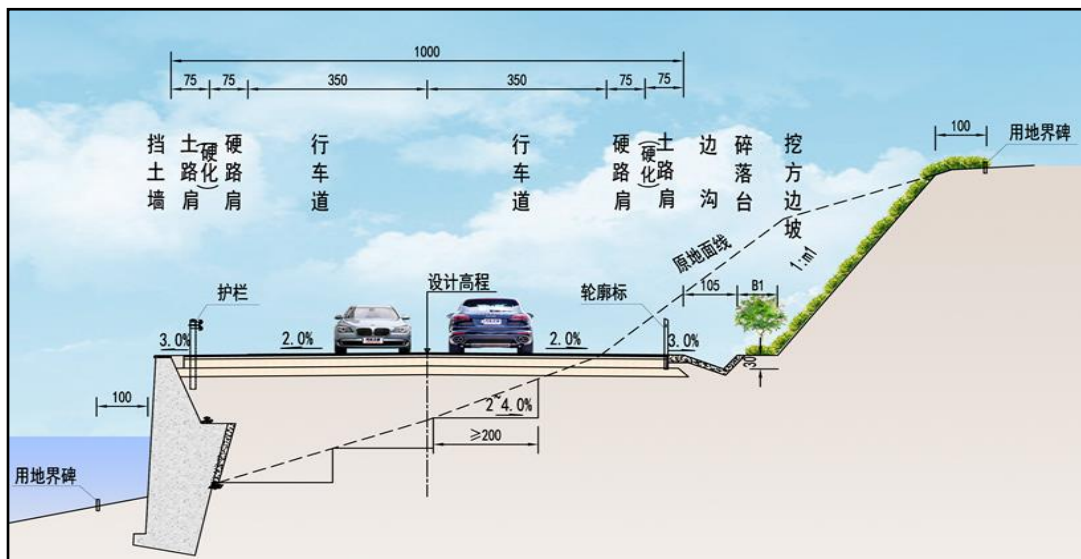 1000
75
75
350
350
75
75
挡土墙
土路肩
(硬化)
硬路肩
行车道
行车道
硬路肩
(硬化)
土路肩
边沟
碎落台
挖方边坡
1:m1
100
用地界碑
原地面线
护栏
设计高程
轮廓标
105
B1
3.0%
2.0%
2.0%
3.0%
30
100
2~4.0%
≥200
用地界碑